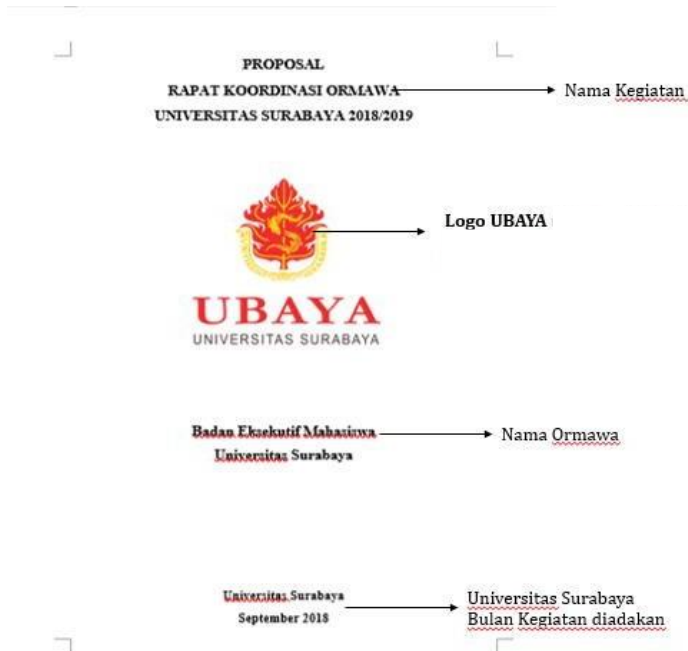 PROPOSAL
RAPAT KOORDINASI ORMAWA
Nama Kegiatan
UNIVERSITAS SURABAYA 2018/2019
Logo UBAYA
UBAYA
UNIVERSITAS SURABAYA
Badan Eksekutif Mahasiswa
Nama Ormawa
Universitas Surabaya
Universitas Surabaya
September 2018
Universitas Surabaya
Bulan Kegiatan diadakan